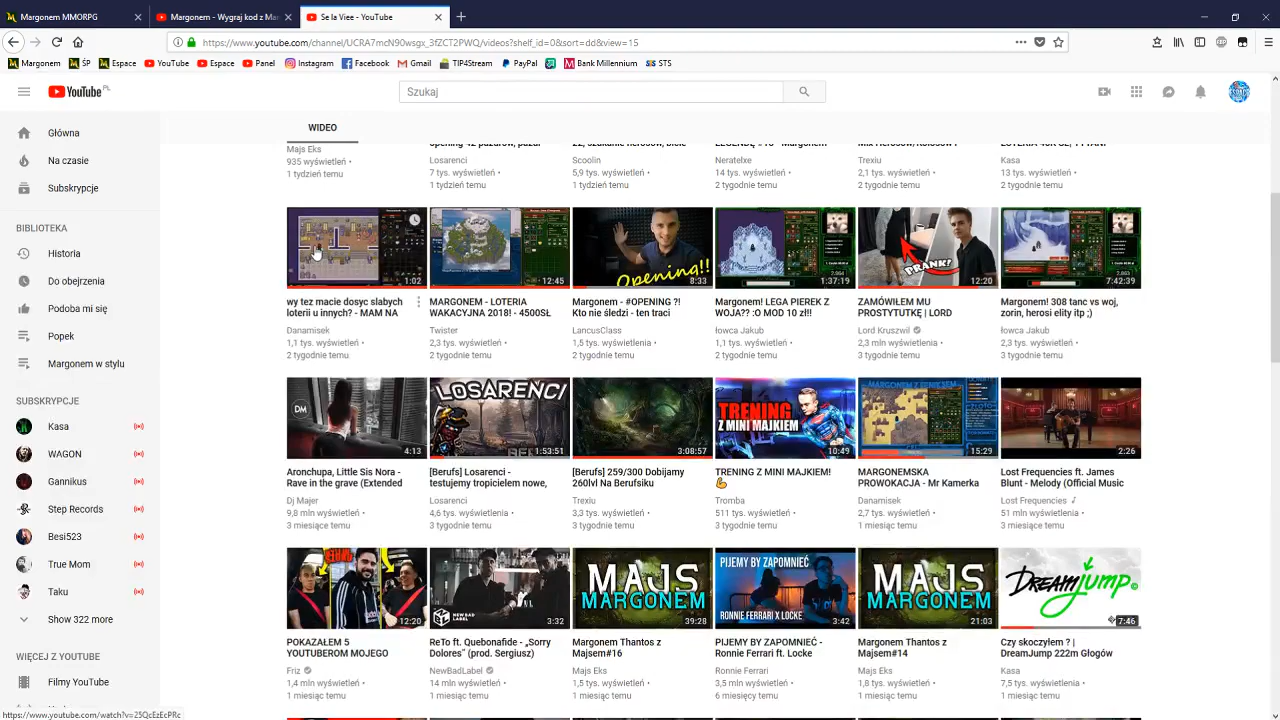 Margonem MMORPG
Margonem - Wygraj kod z Mar
Se la Viee - YouTube
https://www.youtube.com/channel/UCRA7mcN90wsgx_3fZCT2PWQ/videos?shelf_id=0&sort=dd&view=15
Margonem ŚP Espace YouTube Espace Panel Instagram Facebook Gmail TIP4Stream PayPal Bank Millennium STS
YouTube PL
Szukaj
WIDEO
Główna
Na czasie
Subskrypcje
BIBLIOTEKA
Historia
Do obejrzenia
Podoba mi się
Popek
Margonem w stylu
SUBSKRYPCJE
Kasa
WAGON
Gannikus
Step Records
Besi523
True Mom
Taku
Show 322 more
WIĘCEJ Z YOUTUBE
Filmy YouTube
https://www.youtube.com/watch?v=25QcEzEcPRc
Majs Eks
935 wyświetleń •
1 tydzień temu
Losarenci
7 tys. wyświetleń •
1 tydzień temu
Scoolin
5,9 tys. wyświetleń •
1 tydzień temu
Neratelxe
14 tys. wyświetleń •
2 tygodnie temu
Trexiu
2,1 tys. wyświetleń •
2 tygodnie temu
Kasa
13 tys. wyświetleń •
2 tygodnie temu
1:02
wy tez macie dosyc slabych
loterii u innych? - MAM NA
Danamisek
1,1 tys. wyświetleń •
2 tygodnie temu
12:45
MARGONEM - LOTERIA
WAKACYJNA 2018! - 4500SŁ
Twister
2,3 tys. wyświetleń •
2 tygodnie temu
Opening!!
8:33
Margonem - #OPENING ?!
Kto nie śledzi - ten traci
LancusClass
1,5 tys. wyświetlenia •
2 tygodnie temu
1:37:19
Margonem! LEGA PIEREK Z
WOJA?? :O MOD 10 zł!!
łowca Jakub
1,1 tys. wyświetleń •
2 tygodnie temu
PRANK!
12:20
ZAMÓWIŁEM MU
PROSTYTUTKĘ | LORD
Lord Kruszwil
2,3 mln wyświetlenia •
3 tygodnie temu
7:42:39
Margonem! 308 tanc vs woj,
zorin, herosi elity itp ;)
łowca Jakub
2,3 tys. wyświetleń •
3 tygodnie temu
DM
4:13
Aronchupa, Little Sis Nora -
Rave in the grave (Extended
Dj Majer
9,8 mln wyświetleń •
3 miesiące temu
LOSARENCI
1:53:51
[Berufs] Losarenci -
testujemy tropicielem nowe,
Losarenci
4,6 tys. wyświetlenia •
3 tygodnie temu
3:08:57
[Berufs] 259/300 Dobijamy
260lvl Na Berufsiku
Trexiu
3,3 tys. wyświetleń •
3 tygodnie temu
TRENING
Z MINI MAJKIEM
10:49
TRENING Z MINI MAJKIEM!
Tromba
511 tys. wyświetleń •
3 tygodnie temu
15:29
MARGONEMSKA
PROWOKACJA - Mr Kamerka
Danamisek
2,7 tys. wyświetleń •
1 miesiąc temu
2:26
Lost Frequencies ft. James
Blunt - Melody (Official Music
Lost Frequencies
51 mln wyświetlenia •
3 miesiące temu
12:20
POKAZAŁEM 5
YOUTUBEROM MOJEGO
Friz
1,4 mln wyświetleń •
1 miesiąc temu
NEW BAD
LABEL
3:32
ReTo ft. Quebonafide - „Sorry
Dolores” (prod. Sergiusz)
NewBadLabel
14 mln wyświetleń •
1 miesiąc temu
MAJS
MARGONEM
39:28
Margonem Thantos z
Majsem#16
Majs Eks
1,5 tys. wyświetleń •
1 miesiąc temu
PIJEMY BY ZAPOMNIEĆ
RONNIE FERRARI X LOCKE
3:42
PIJEMY BY ZAPOMNIEĆ -
Ronnie Ferrari ft. Locke
Ronnie Ferrari
3,5 mln wyświetleń •
6 miesięcy temu
MAJS
MARGONEM
21:03
Margonem Thantos z
Majsem#14
Majs Eks
1,8 tys. wyświetleń •
1 miesiąc temu
DREAMJUMP
7:46
Czy skoczyłem ? |
DreamJump 222m Głogów
Kasa
7,5 tys. wyświetlenia •
1 miesiąc temu